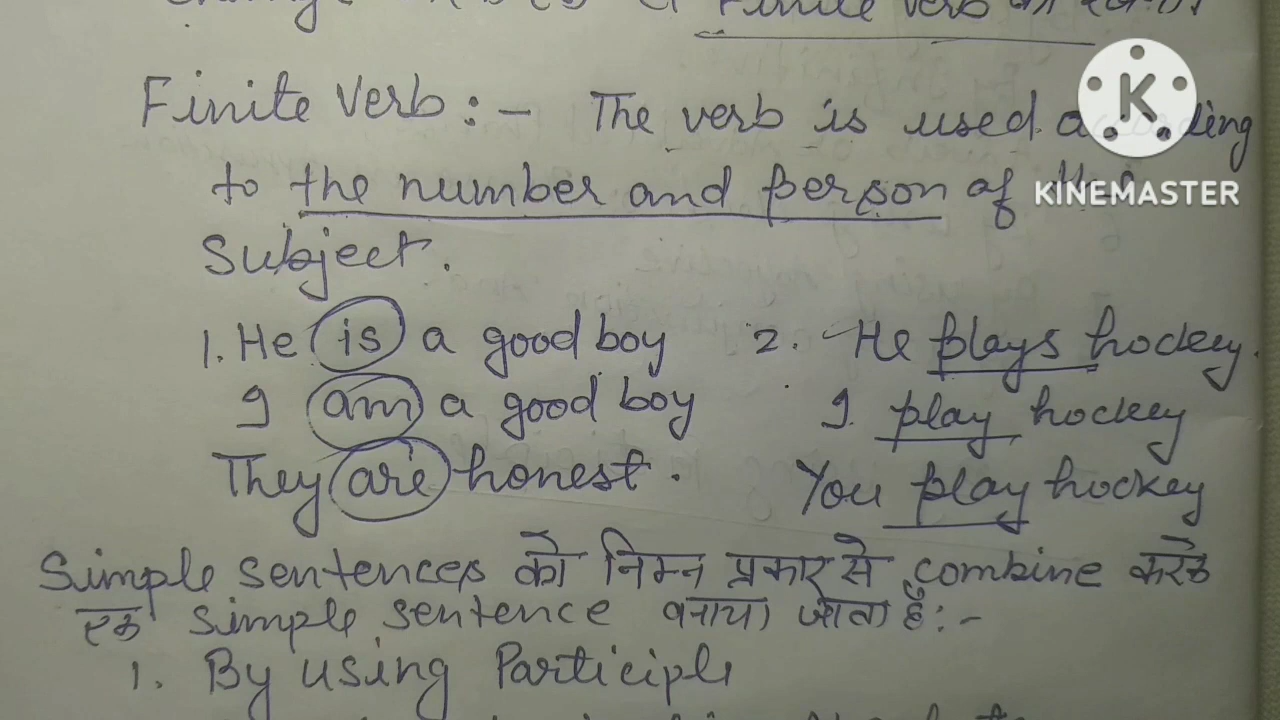 Finite verb
Finite Verb :- The verb is used according
to the number and person of the
Subject.
1. He is a good boy 2. He plays hockey.
I am a good boy I play hockey
They are honest. You play hockey
Simple sentences को निम्न प्रकार से combine करके
एक simple sentence बनाया जाता है:-
1. By using Participle
K
KINEMASTER